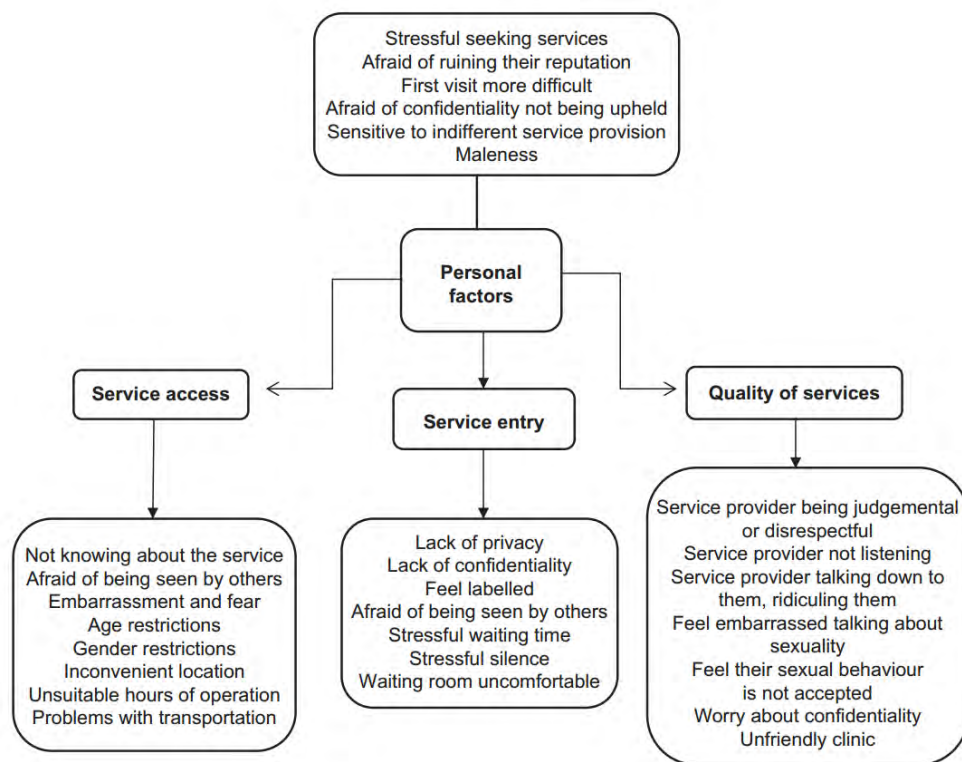 Stressful seeking services
Afraid of ruining their reputation
First visit more difficult
Afraid of confidentiality not being upheld
Sensitive to indifferent service provision
Maleness
Personal
factors
Service access
Service entry
Quality of services
Not knowing about the service
Afraid of being seen by others
Embarrassment and fear
Age restrictions
Gender restrictions
Inconvenient location
Unsuitable hours of operation
Problems with transportation
Lack of privacy
Lack of confidentiality
Feel labelled
Afraid of being seen by others
Stressful waiting time
Stressful silence
Waiting room uncomfortable
Service provider being judgemental
or disrespectful
Service provider not listening
Service provider talking down to
them, ridiculing them
Feel embarrassed talking about
sexuality
Feel their sexual behaviour
is not accepted
Worry about confidentiality
Unfriendly clinic